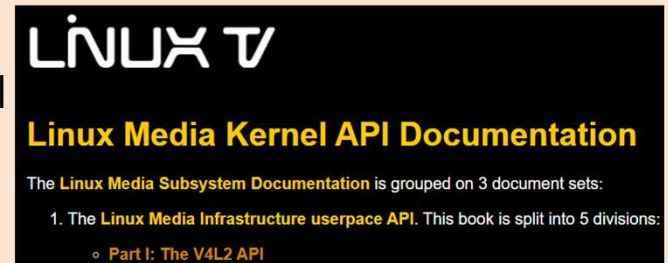 LINUX TV
Linux Media Kernel API Documentation
The Linux Media Subsystem Documentation is grouped on 3 document sets:
1. The Linux Media Infrastructure userpace API. This book is split into 5 divisions:
Part I: The V4L2 API